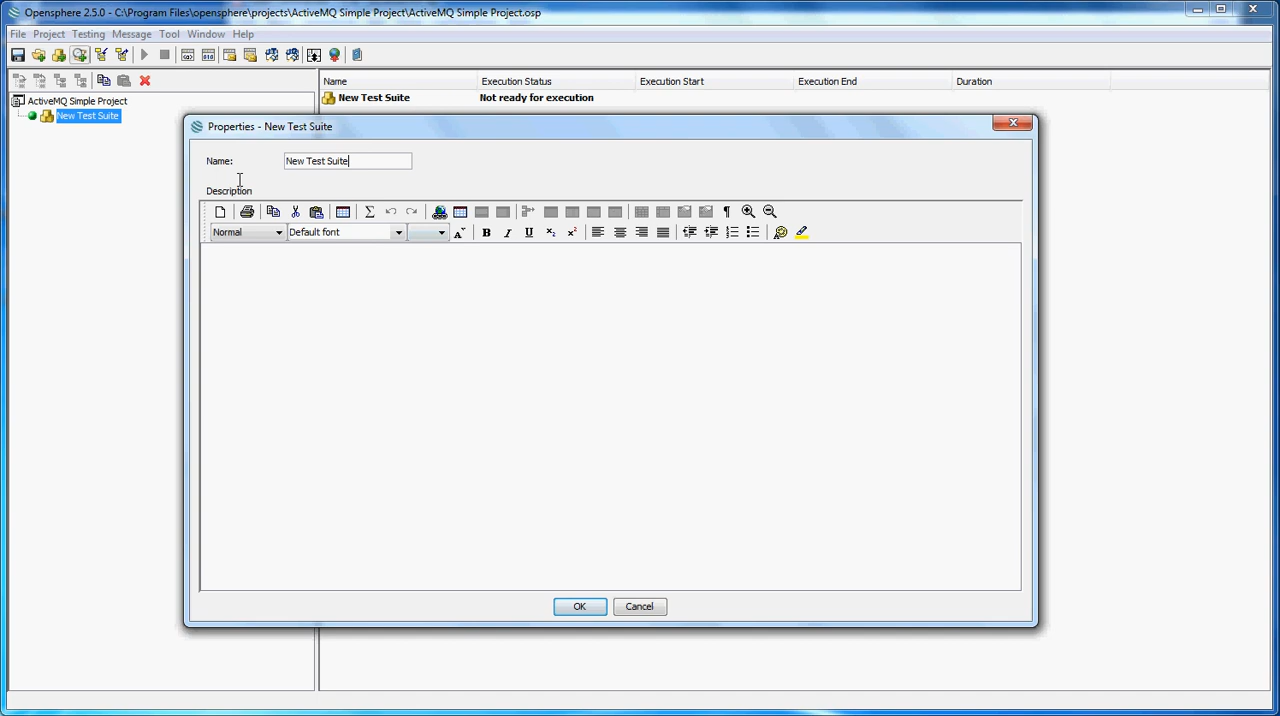 Opensphere 2.5.0 - C:\Program Files\opensphere\projects\ActiveMQ Simple Project\ActiveMQ Simple Project.osp
File Project Testing Message Tool Window Help
ActiveMQ Simple Project
New Test Suite
Name Execution Status Execution Start Execution End Duration
New Test Suite Not ready for execution
Properties - New Test Suite
Name: New Test Suite
Description
Normal Default font
OK Cancel